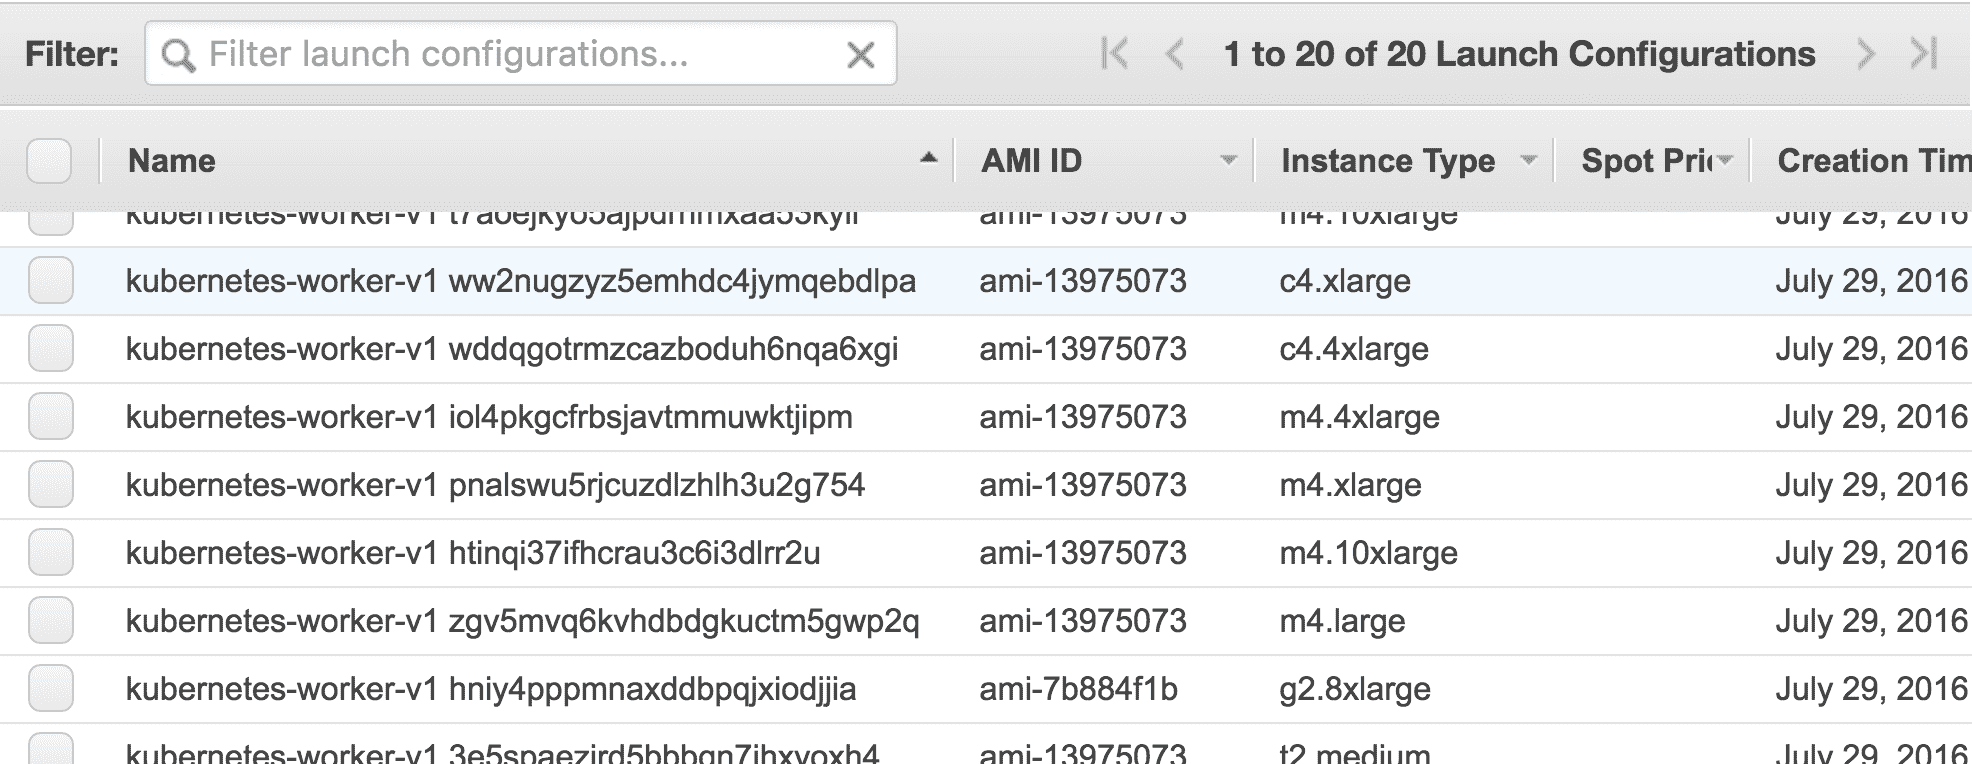 Filter: Filter launch configurations... 1 to 20 of 20 Launch Configurations
Name AMI ID Instance Type Spot Pri Creation Tim
kubernetes-worker-v1 ami-13975073 m4.10xlarge July 29, 2016
kubernetes-worker-v1 ww2nugzyz5emhdc4jymqebdlpa ami-13975073 c4.xlarge July 29, 2016
kubernetes-worker-v1 wddqgotrmzcazboduh6nqa6xgi ami-13975073 c4.4xlarge July 29, 2016
kubernetes-worker-v1 iol4pkgcfrbsjavtmmuwktjipm ami-13975073 m4.4xlarge July 29, 2016
kubernetes-worker-v1 pnalswu5rjcuzdlzhlh3u2g754 ami-13975073 m4.xlarge July 29, 2016
kubernetes-worker-v1 htinqi37ifhcrau3c6i3dlrr2u ami-13975073 m4.10xlarge July 29, 2016
kubernetes-worker-v1 zgv5mvq6kvhdbdgkuctm5gwp2q ami-13975073 m4.large July 29, 2016
kubernetes-worker-v1 hniy4pppmnaxddbpqjxiodjjia ami-7b884f1b g2.8xlarge July 29, 2016
kubernetes-worker-v1 ami-13975073 t2.medium July 29, 2016